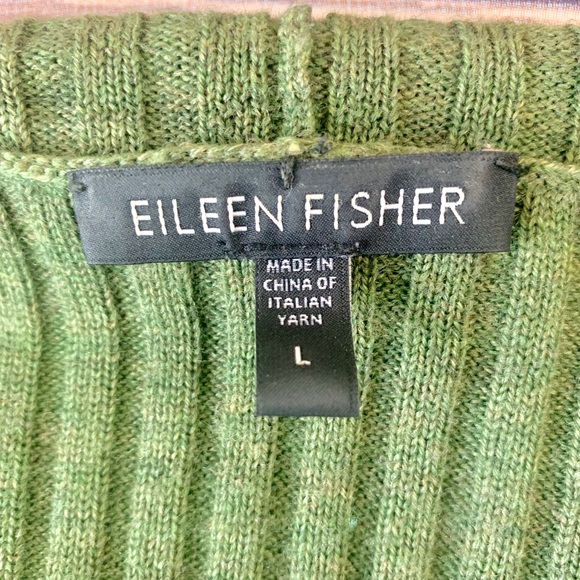 EILEEN FISHER
MADE IN
CHINA OF
ITALIAN
YARN
L